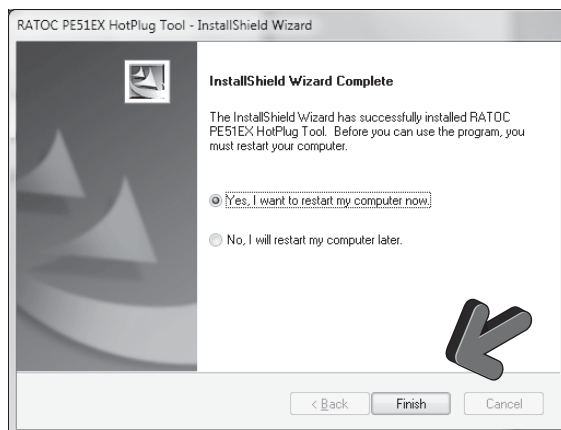 RATOC PE51EX HotPlug Tool - InstallShield Wizard
InstallShield Wizard Complete
The InstallShield Wizard has successfully installed RATOC
PE51EX HotPlug Tool. Before you can use the program, you
must restart your computer.
Yes, I want to restart my computer now.
No, I will restart my computer later.
< Back
Finish
Cancel